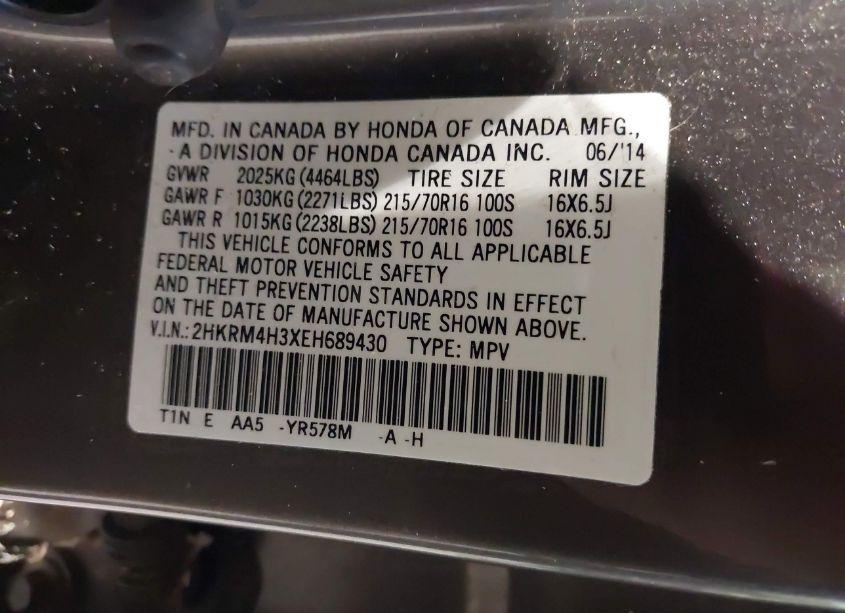 MFD. IN CANADA BY HONDA OF CANADA MFG.,
A DIVISION OF HONDA CANADA INC. 06/'14
GVWR 2025KG (4464LBS) TIRE SIZE RIM SIZE
GAWR F 1030KG (2271LBS) 215/70R16 100S 16X6.5J
GAWR R 1015KG (2238LBS) 215/70R16 100S 16X6.5J
THIS VEHICLE CONFORMS TO ALL APPLICABLE
FEDERAL MOTOR VEHICLE SAFETY
AND THEFT PREVENTION STANDARDS IN EFFECT
ON THE DATE OF MANUFACTURE SHOWN ABOVE.
V.I.N.: 2HKRM4H3XEH689430 TYPE: MPV
T1N E AA5 -YR578M -A -H